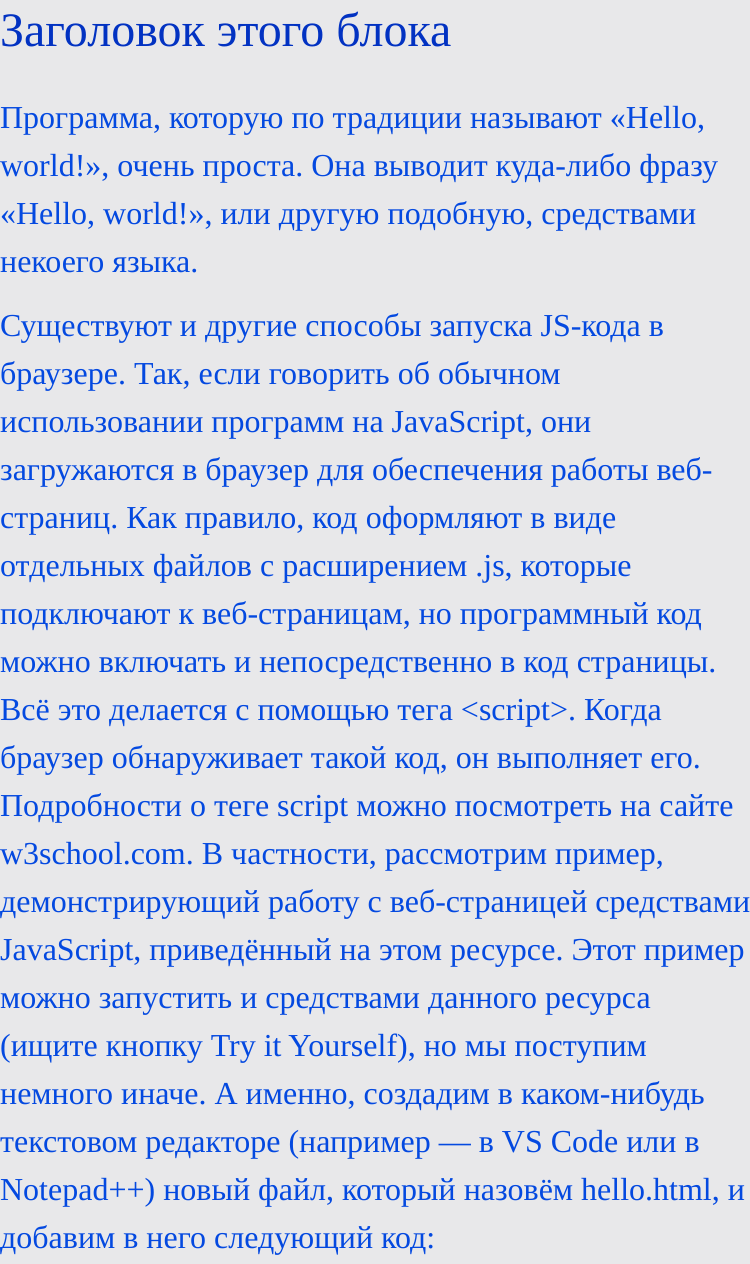 Заголовок этого блока
Программа, которую по традиции называют «Hello,
world!», очень проста. Она выводит куда-либо фразу
«Hello, world!», или другую подобную, средствами
некоего языка.
Существуют и другие способы запуска JS-кода в
браузере. Так, если говорить об обычном
использовании программ на JavaScript, они
загружаются в браузер для обеспечения работы веб-
страниц. Как правило, код оформляют в виде
отдельных файлов с расширением .js, которые
подключают к веб-страницам, но программный код
можно включать и непосредственно в код страницы.
Всё это делается с помощью тега <script>. Когда
браузер обнаруживает такой код, он выполняет его.
Подробности о теге script можно посмотреть на сайте
w3school.com. В частности, рассмотрим пример,
демонстрирующий работу с веб-страницей средствами
JavaScript, приведённый на этом ресурсе. Этот пример
можно запустить и средствами данного ресурса
(ищите кнопку Try it Yourself), но мы поступим
немного иначе. А именно, создадим в каком-нибудь
текстовом редакторе (например — в VS Code или в
Notepad++) новый файл, который назовём hello.html, и
добавим в него следующий код: